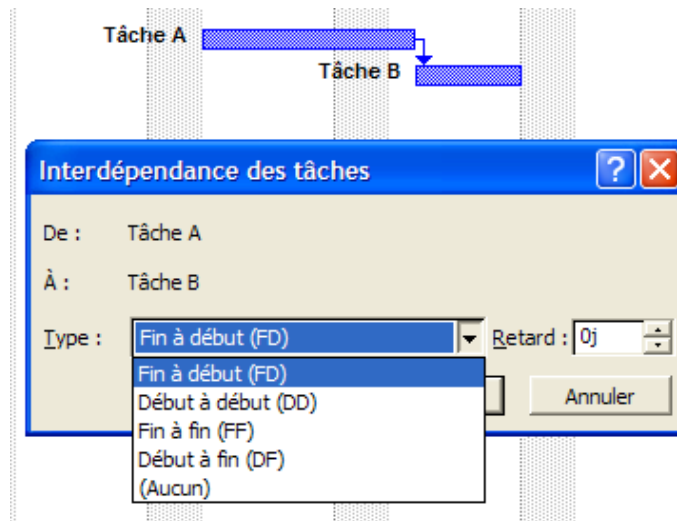 Tâche A
Tâche B
Interdépendance des tâches
De : Tâche A
À : Tâche B
Type : Fin à début (FD) Retard : 0j
Fin à début (FD)
Début à début (DD)
Fin à fin (FF)
Début à fin (DF)
(Aucun)
Annuler